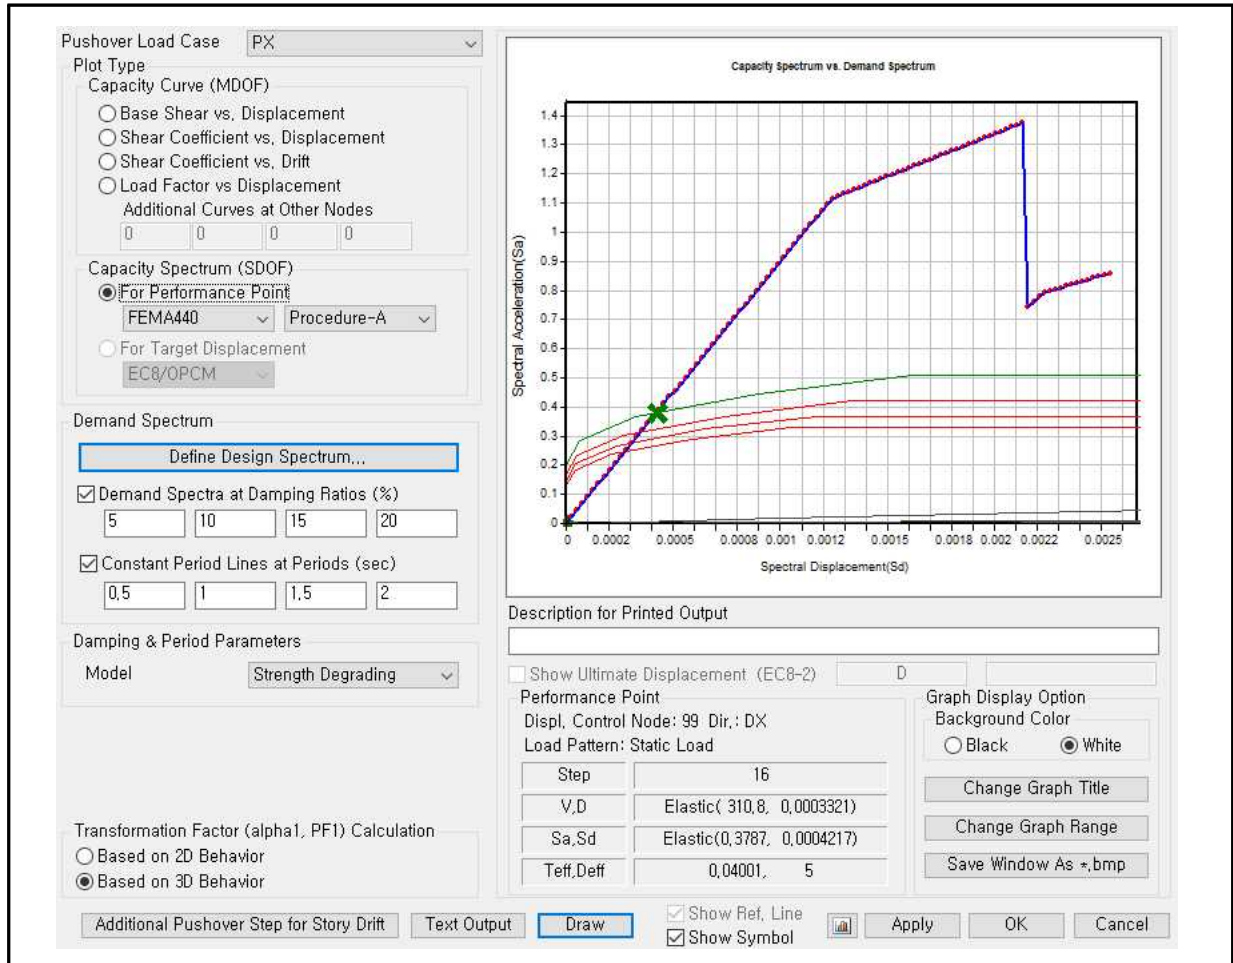 Pushover Load Case PX
Plot Type
Capacity Curve (MDOF)
Base Shear vs. Displacement
Shear Coefficient vs. Displacement
Shear Coefficient vs. Drift
Load Factor vs Displacement
Additional Curves at Other Nodes
0 0 0 0
Capacity Spectrum (SDOF)
For Performance Point
FEMA440 Procedure-A
For Target Displacement
EC8/OPCM
Demand Spectrum
Define Design Spectrum...
Demand Spectra at Damping Ratios (%)
5 10 15 20
Constant Period Lines at Periods (sec)
0.5 1 1.5 2
Damping & Period Parameters
Model Strength Degrading
Transformation Factor (alpha1, PF1) Calculation
Based on 2D Behavior
Based on 3D Behavior
Capacity Spectrum vs. Demand Spectrum
Spectral Acceleration(Sa)
1.4
1.3
1.2
1.1
1
0.9
0.8
0.7
0.6
0.5
0.4
0.3
0.2
0.1
0
0 0.0002 0.0005 0.0008 0.001 0.0012 0.0015 0.0018 0.002 0.0022 0.0025
Spectral Displacement(Sd)
Description for Printed Output
Show Ultimate Displacement (EC8-2) D
Performance Point
Displ. Control Node: 99 Dir.: DX
Load Pattern: Static Load
Step 16
V,D Elastic( 310.8, 0.0003321)
Sa,Sd Elastic(0.3787, 0.0004217)
Teff,Deff 0.04001, 5
Graph Display Option
Background Color
Black White
Change Graph Title
Change Graph Range
Save Window As *.bmp
Additional Pushover Step for Story Drift Text Output Draw
Show Ref. Line
Show Symbol
Apply OK Cancel